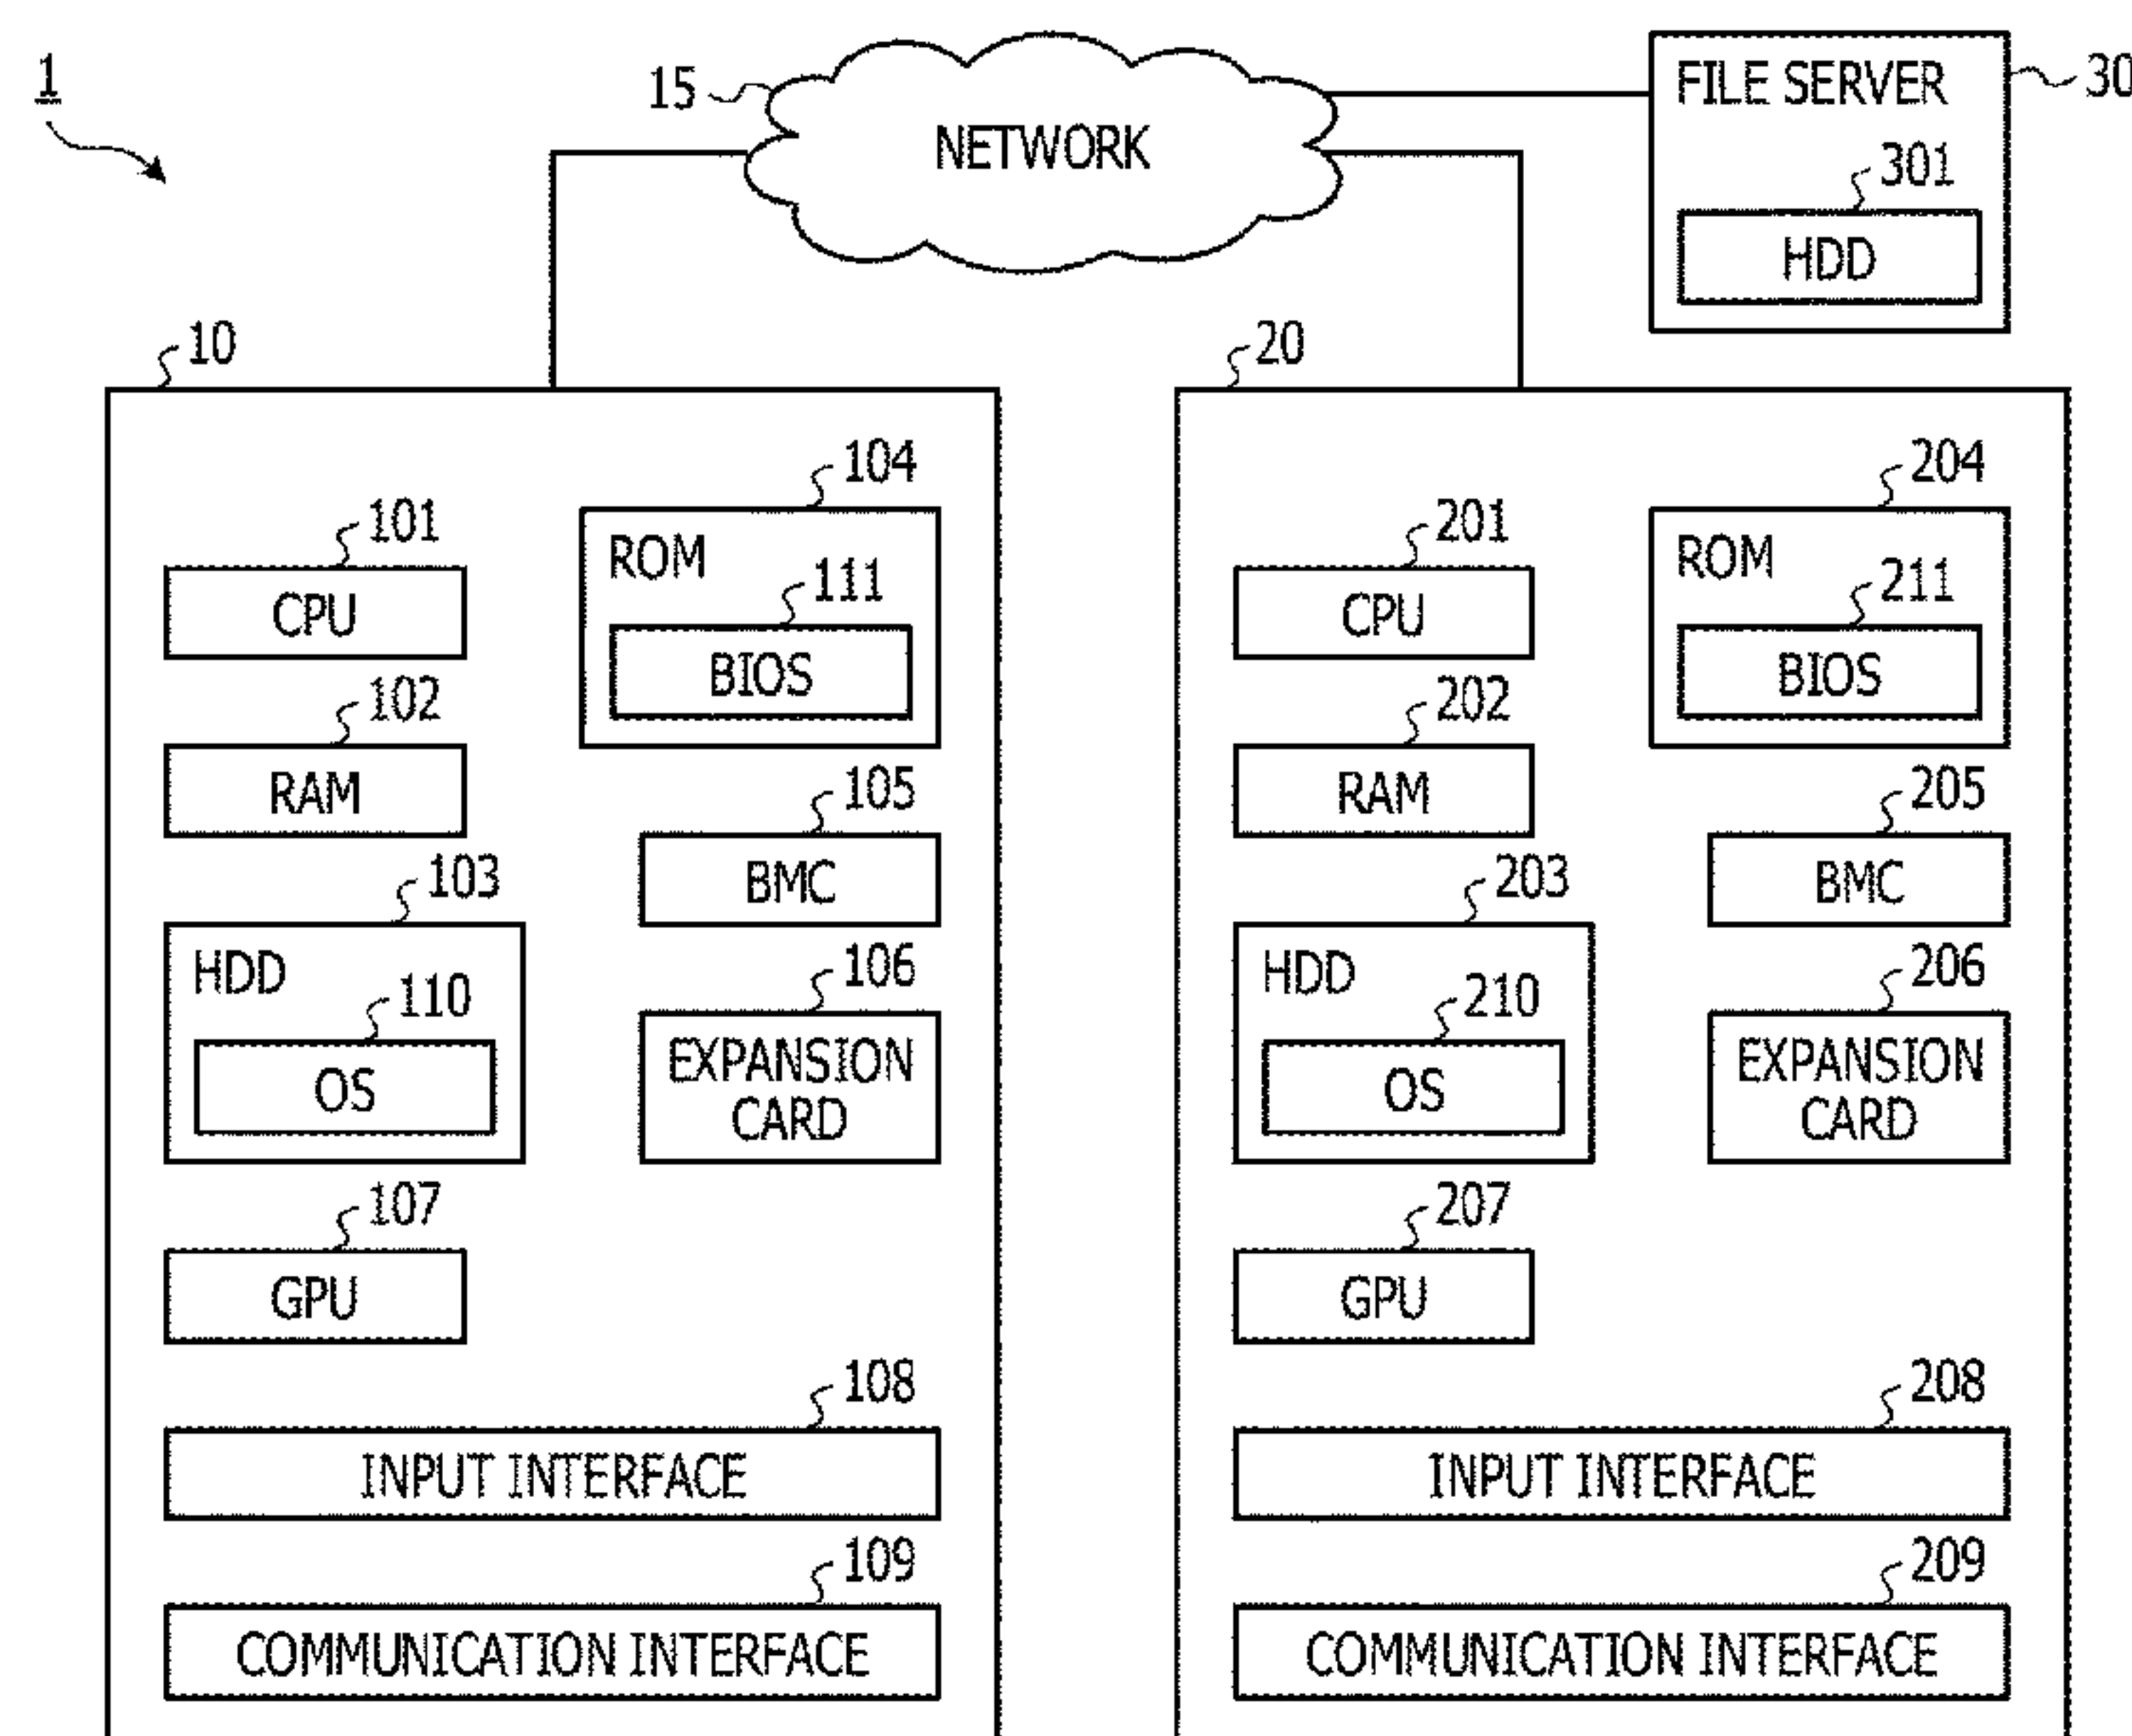 1
15
NETWORK
FILE SERVER
30
301
HDD
10
104
101
ROM
CPU
111
BIOS
102
RAM
105
BMC
103
HDD
106
110
OS
EXPANSION
CARD
107
GPU
108
INPUT INTERFACE
109
COMMUNICATION INTERFACE
20
204
201
ROM
CPU
211
BIOS
202
RAM
205
BMC
203
HDD
206
210
OS
EXPANSION
CARD
207
GPU
208
INPUT INTERFACE
209
COMMUNICATION INTERFACE